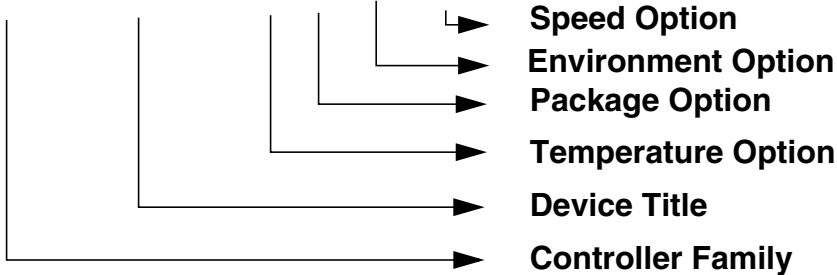 Speed Option
Environment Option
Package Option
Temperature Option
Device Title
Controller Family